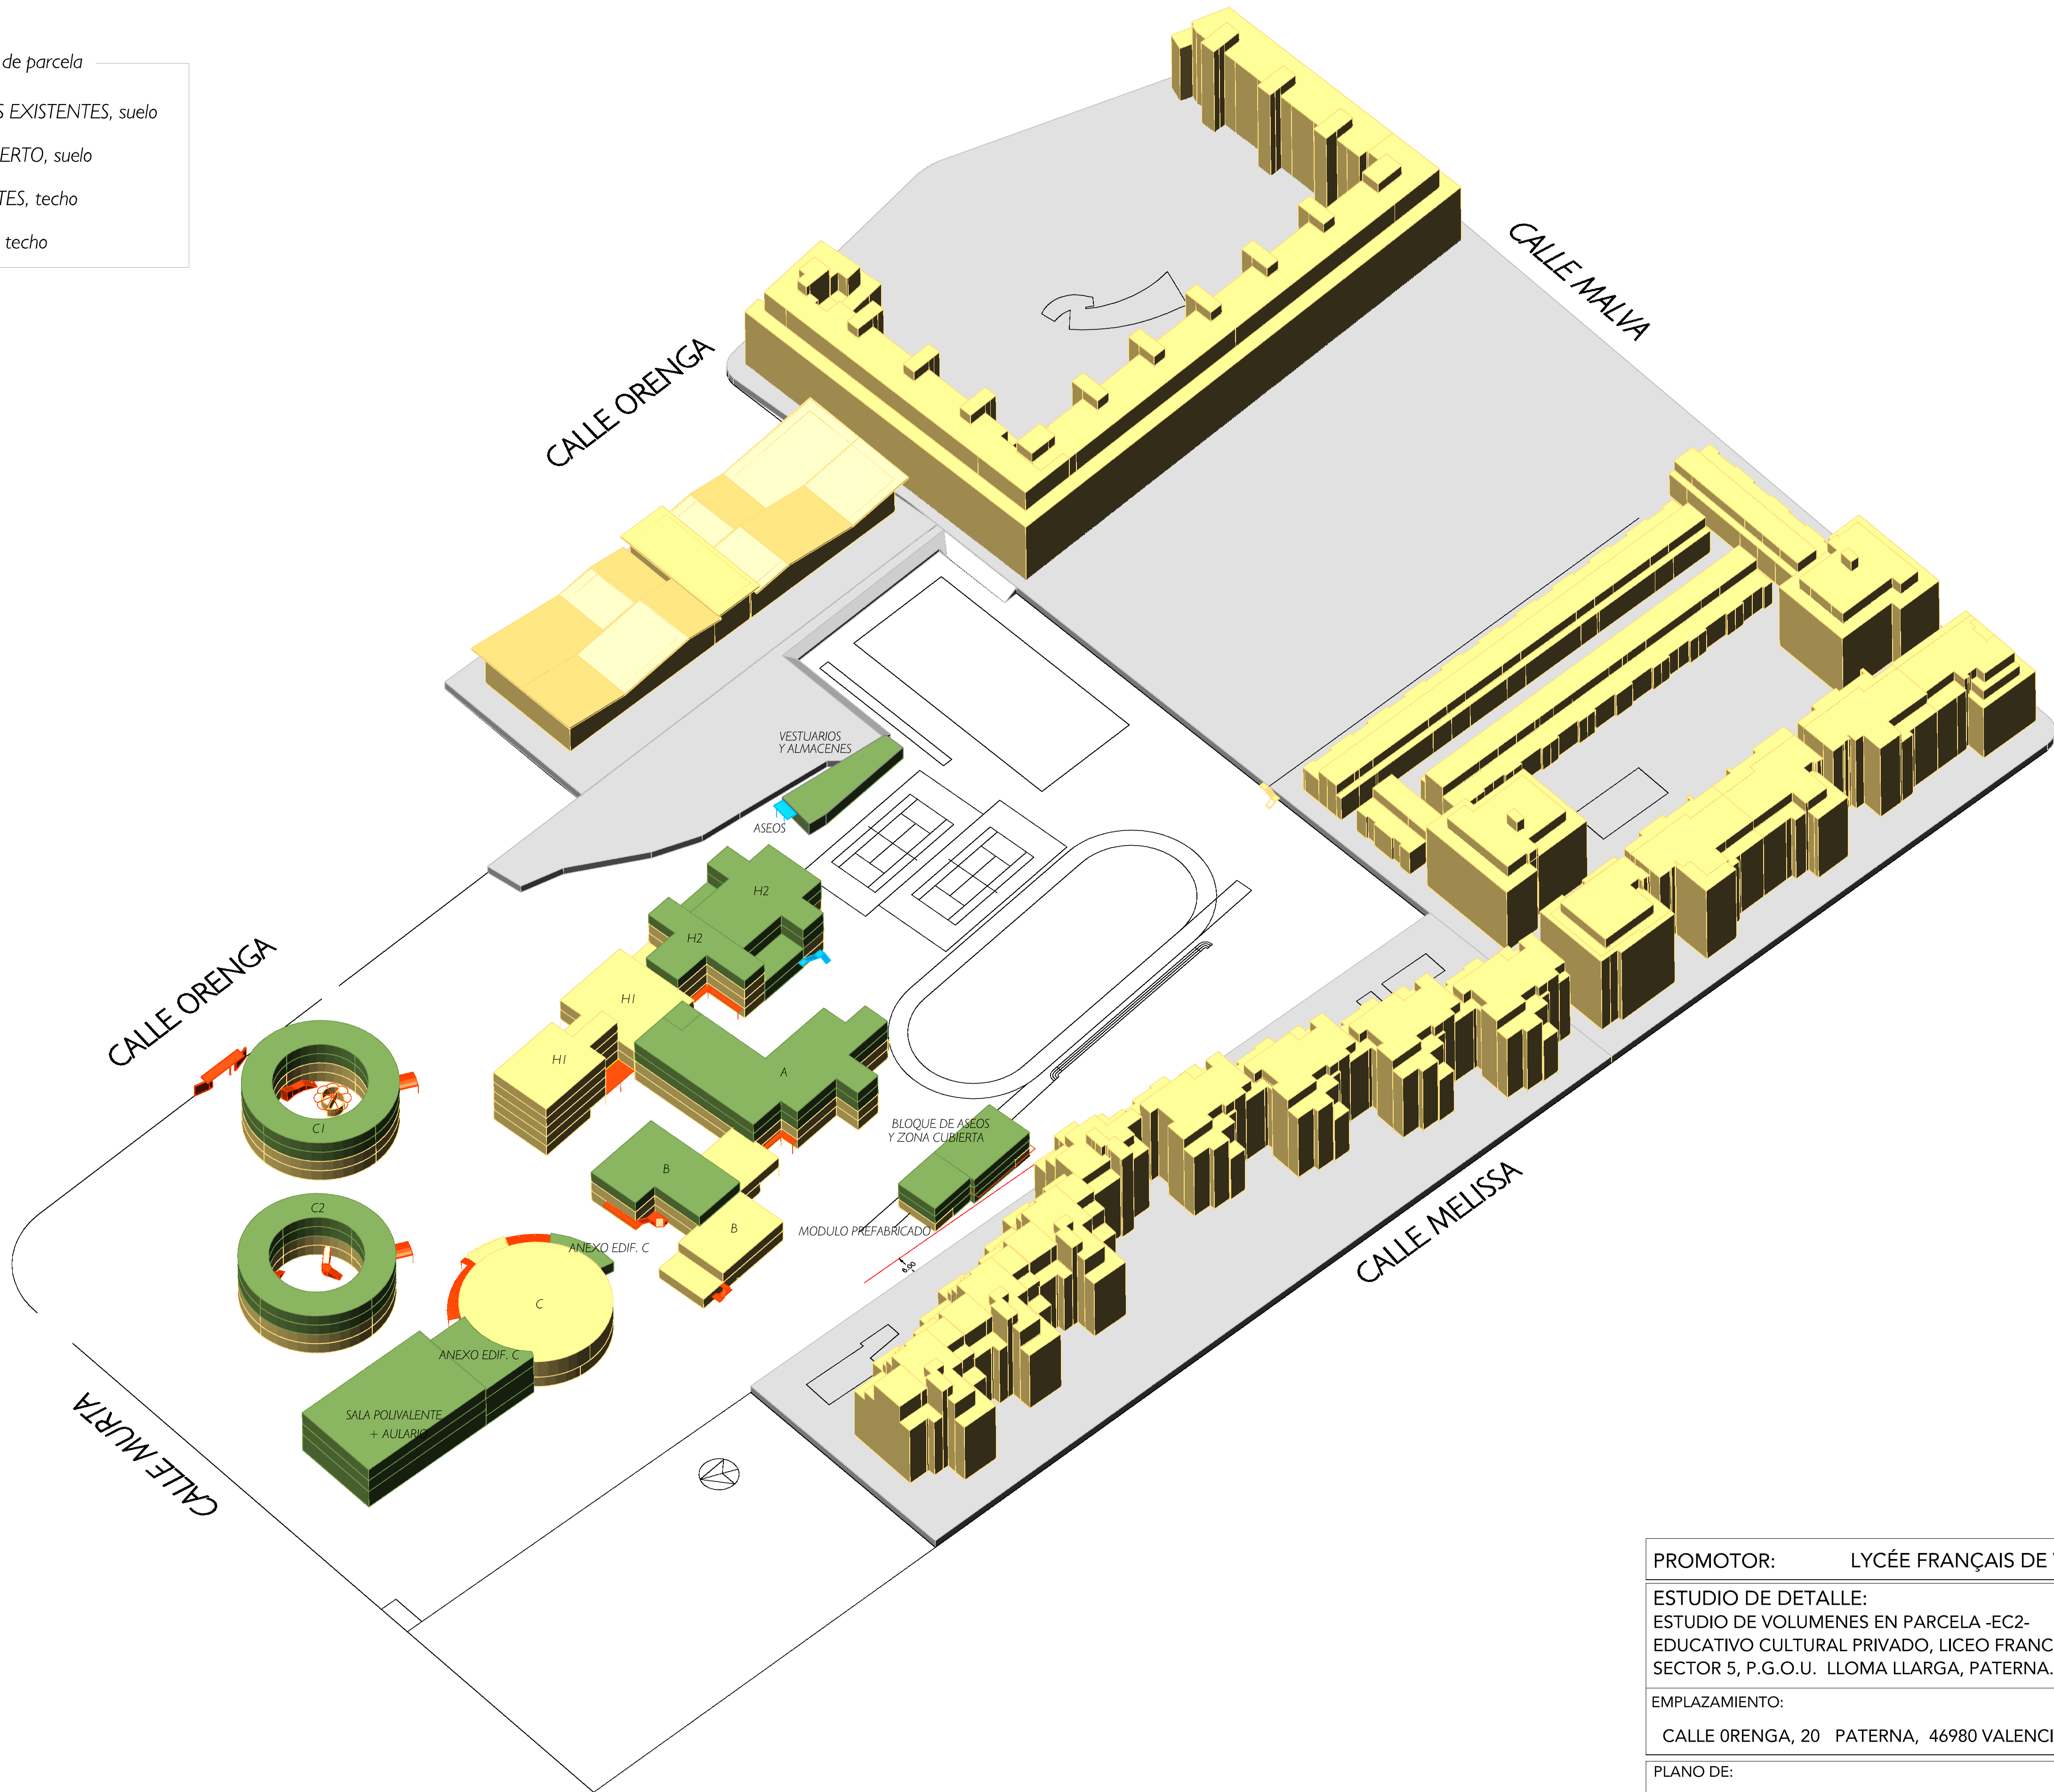 de parcela
S EXISTENTES, suelo
ERTO, suelo
TES, techo
techo
CALLE MALVA
CALLE ORENGA
VESTUARIOS
Y ALMACENES
ASEOS
H2
H2
CALLE ORENGA
H1
H1
A
C1
BLOQUE DE ASEOS
Y ZONA CUBIERTA
B
CALLE MELISSA
C2
MODULO PREFABRICADO
B
ANEXO EDIF. C
6.00
C
ANEXO EDIF. C
SALA POLIVALENTE
+ AULARIO
CALLE MURTA
PROMOTOR: LYCÉE FRANÇAIS DE
ESTUDIO DE DETALLE:
ESTUDIO DE VOLUMENES EN PARCELA -EC2-
EDUCATIVO CULTURAL PRIVADO, LICEO FRANC
SECTOR 5, P.G.O.U. LLOMA LLARGA, PATERNA.
EMPLAZAMIENTO:
CALLE 0RENGA, 20 PATERNA, 46980 VALENCI
PLANO DE: